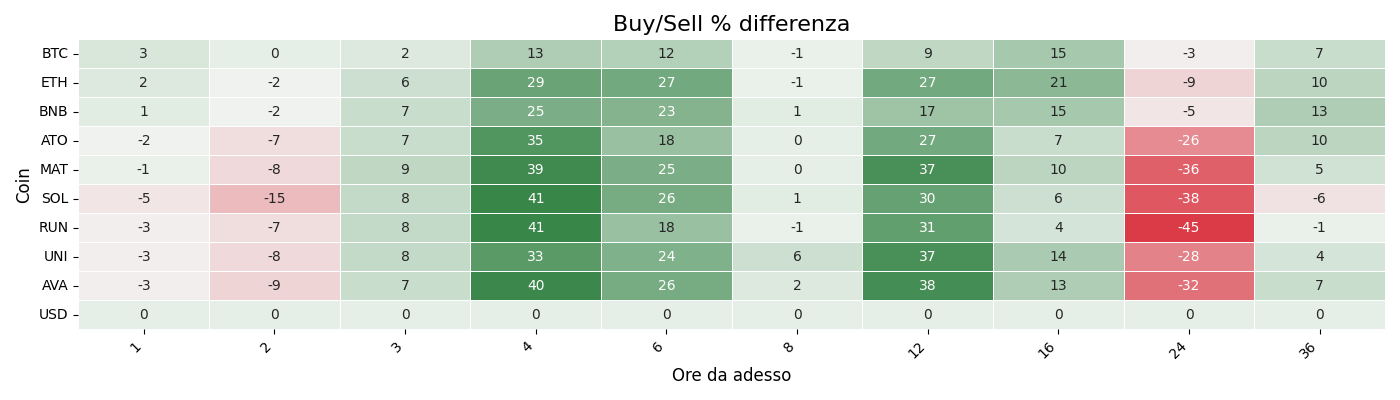 Buy/Sell % differenza
Coin
BTC 3 0 2 13 12 -1 9 15 -3 7
ETH 2 -2 6 29 27 -1 27 21 -9 10
BNB 1 -2 7 25 23 1 17 15 -5 13
ATO -2 -7 7 35 18 0 27 7 -26 10
MAT -1 -8 9 39 25 0 37 10 -36 5
SOL -5 -15 8 41 26 1 30 6 -38 -6
RUN -3 -7 8 41 18 -1 31 4 -45 -1
UNI -3 -8 8 33 24 6 37 14 -28 4
AVA -3 -9 7 40 26 2 38 13 -32 7
USD 0 0 0 0 0 0 0 0 0 0
1 2 3 4 6 8 12 16 24 36
Ore da adesso